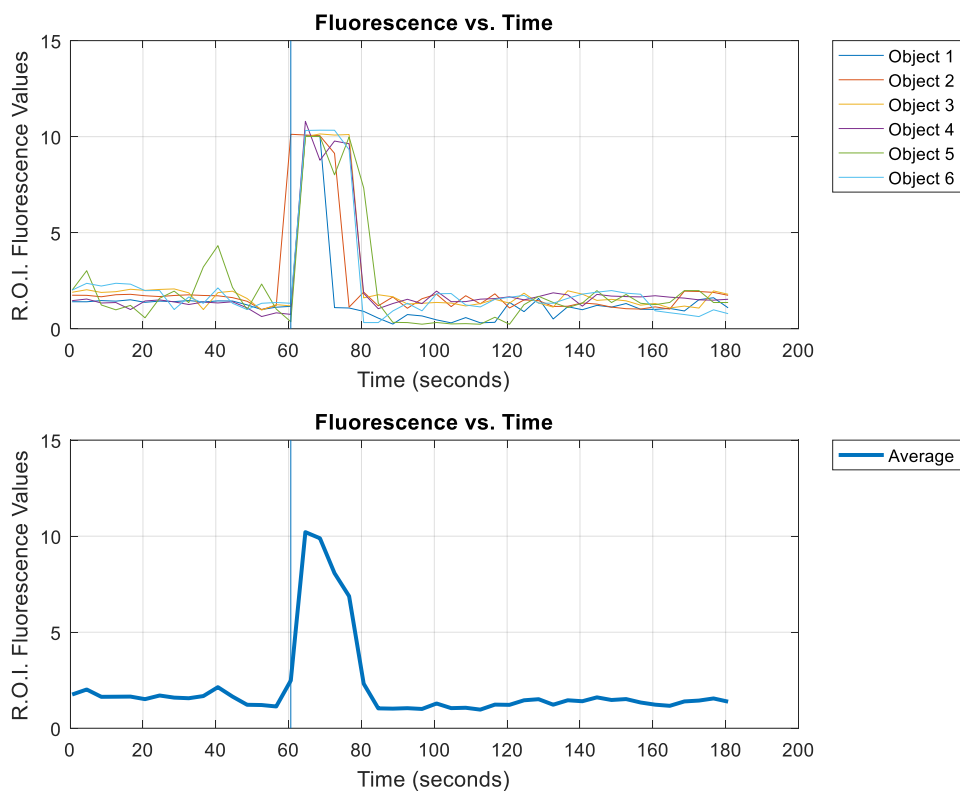 Fluorescence vs. Time
R.O.I. Fluorescence Values
15
10
5
0
0 20 40 60 80 100 120 140 160 180 200
Time (seconds)
Object 1
Object 2
Object 3
Object 4
Object 5
Object 6
Fluorescence vs. Time
R.O.I. Fluorescence Values
15
10
5
0
0 20 40 60 80 100 120 140 160 180 200
Time (seconds)
Average